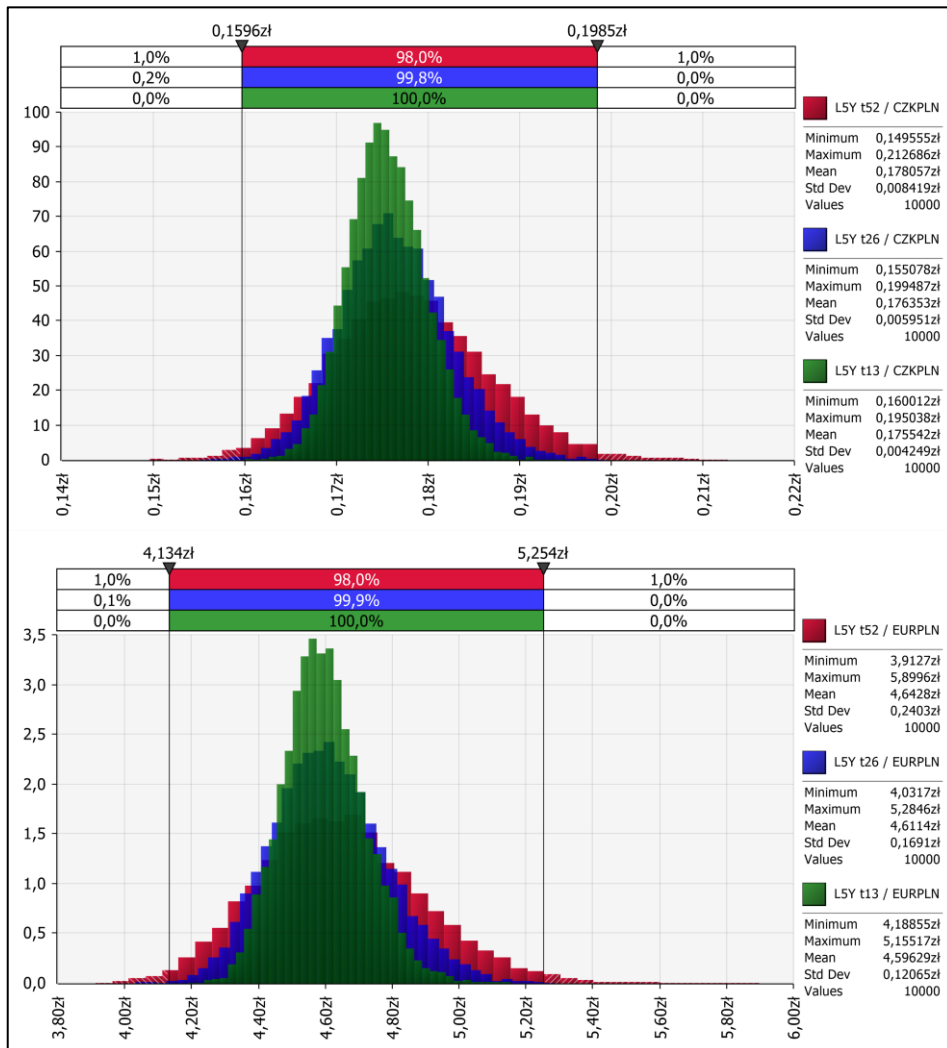 0,1596zł 0,1985zł
1,0% 98,0% 1,0%
0,2% 99,8% 0,0%
0,0% 100,0% 0,0%
100
90
80
70
60
50
40
30
20
10
0
0,14zł
0,15zł
0,16zł
0,17zł
0,18zł
0,19zł
0,20zł
0,21zł
0,22zł
L5Y t52 / CZKPLN
Minimum 0,149555zł
Maximum 0,212686zł
Mean 0,178057zł
Std Dev 0,008419zł
Values 10000
L5Y t26 / CZKPLN
Minimum 0,155078zł
Maximum 0,199487zł
Mean 0,176353zł
Std Dev 0,005951zł
Values 10000
L5Y t13 / CZKPLN
Minimum 0,160012zł
Maximum 0,195038zł
Mean 0,175542zł
Std Dev 0,004249zł
Values 10000
4,134zł 5,254zł
1,0% 98,0% 1,0%
0,1% 99,9% 0,0%
0,0% 100,0% 0,0%
3,5
3,0
2,5
2,0
1,5
1,0
0,5
0,0
3,80zł
4,00zł
4,20zł
4,40zł
4,60zł
4,80zł
5,00zł
5,20zł
5,40zł
5,60zł
5,80zł
6,00zł
L5Y t52 / EURPLN
Minimum 3,9127zł
Maximum 5,8996zł
Mean 4,6428zł
Std Dev 0,2403zł
Values 10000
L5Y t26 / EURPLN
Minimum 4,0317zł
Maximum 5,2846zł
Mean 4,6114zł
Std Dev 0,1691zł
Values 10000
L5Y t13 / EURPLN
Minimum 4,18855zł
Maximum 5,15517zł
Mean 4,59629zł
Std Dev 0,12065zł
Values 10000